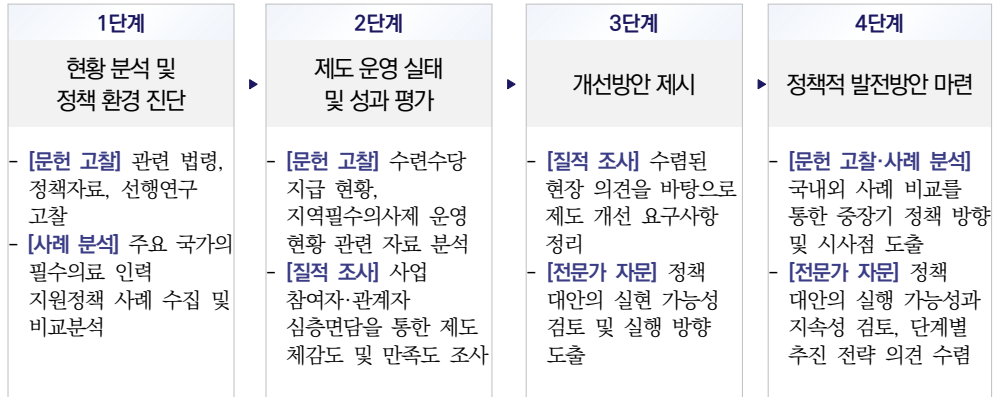 1단계
현황 분석 및
정책 환경 진단
- [문헌 고찰] 관련 법령,
정책자료, 선행연구
고찰
- [사례 분석] 주요 국가의
필수의료 인력
지원정책 사례 수집 및
비교분석
2단계
제도 운영 실태
및 성과 평가
- [문헌 고찰] 수련수당
지급 현황,
지역필수의사제 운영
현황 관련 자료 분석
- [질적 조사] 사업
참여자·관계자
심층면담을 통한 제도
체감도 및 만족도 조사
3단계
개선방안 제시
- [질적 조사] 수렴된
현장 의견을 바탕으로
제도 개선 요구사항
정리
- [전문가 자문] 정책
대안의 실현 가능성
검토 및 실행 방향
도출
4단계
정책적 발전방안 마련
- [문헌 고찰·사례 분석]
국내외 사례 비교를
통한 중장기 정책 방향
및 시사점 도출
- [전문가 자문] 정책
대안의 실행 가능성과
지속성 검토, 단계별
추진 전략 의견 수렴